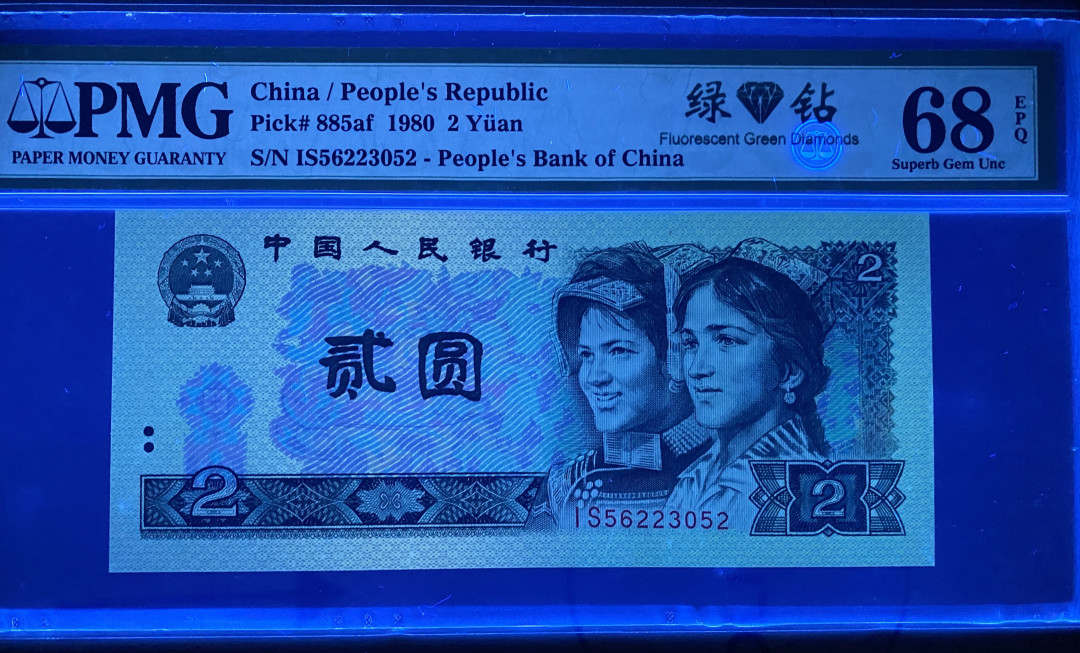 PMG
PAPER MONEY GUARANTY
China / People's Republic
Pick# 885af 1980 2 Yüan
S/N IS56223052 - People's Bank of China
绿 钻
Fluorescent Green Diamonds
68
EPQ
Superb Gem Unc
中国人民银行
2
贰圆
2
IS56223052
2